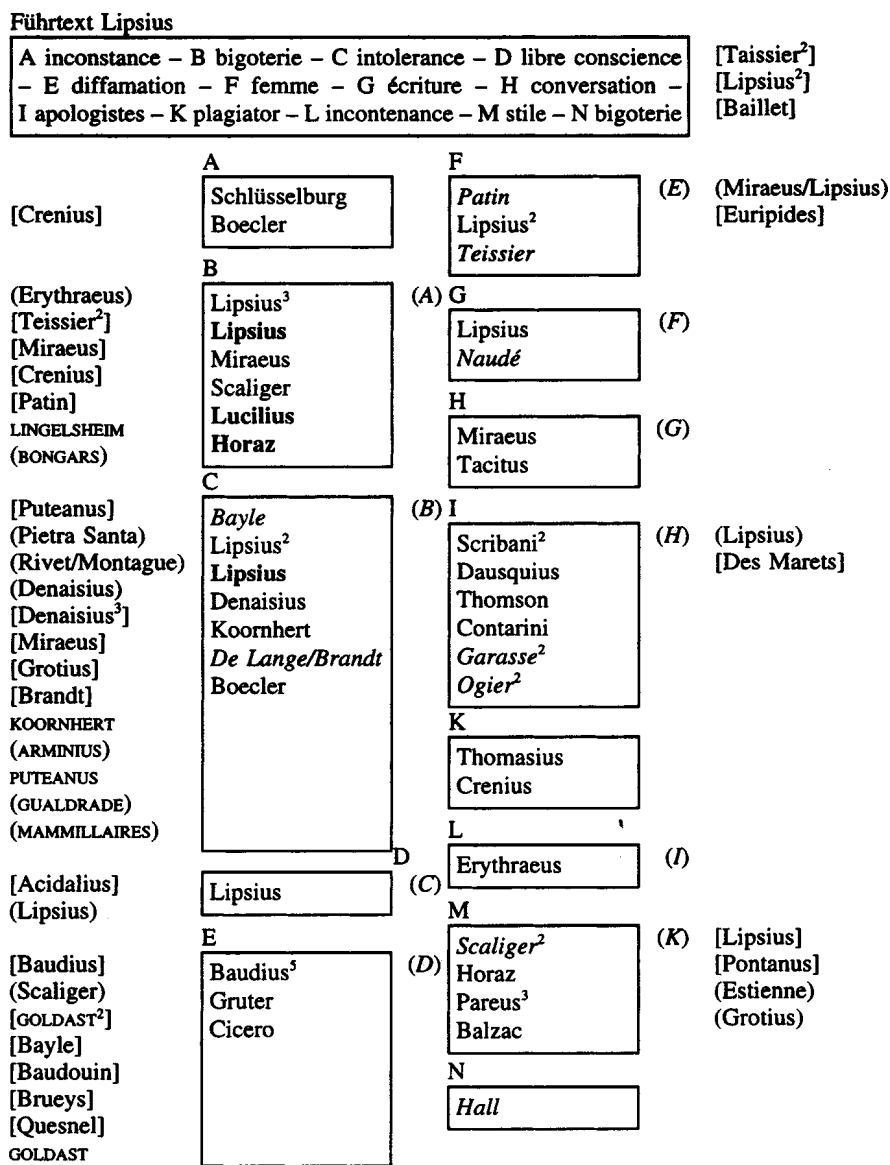 Führtext Lipsius
A inconstance – B bigoterie – C intolerance – D libre conscience
– E diffamation – F femme – G écriture – H conversation –
I apologistes – K plagiator – L incontenance – M stile – N bigoterie
[Taissier²]
[Lipsius²]
[Baillet]
A
[Crenius]
Schlüsselburg
Boecler
B
(Erythraeus)
[Teissier²]
[Miraeus]
[Crenius]
[Patin]
LINGELSHEIM
(BONGARS)
Lipsius³
Lipsius
Miraeus
Scaliger
Lucilius
Horaz
(A)
C
[Puteanus]
(Pietra Santa)
(Rivet/Montague)
(Denaisius)
[Denaisius³]
[Miraeus]
[Grotius]
[Brandt]
KOORNHERT
(ARMINIUS)
PUTEANUS
(GUALDRADE)
(MAMMILLAIRES)
Bayle
Lipsius²
Lipsius
Denaisius
Koornhert
De Lange/Brandt
Boecler
(B)
D
[Acidalius]
(Lipsius)
Lipsius
(C)
E
[Baudius]
(Scaliger)
[GOLDAST²]
[Bayle]
[Baudouin]
[Brueys]
[Quesnel]
GOLDAST
Baudius⁵
Gruter
Cicero
(D)
F
Patin
Lipsius²
Teissier
(E)
(Miraeus/Lipsius)
[Euripides]
G
Lipsius
Naudé
(F)
H
Miraeus
Tacitus
(G)
I
Scribani²
Dausquius
Thomson
Contarini
Garasse²
Ogier²
(H)
(Lipsius)
[Des Marets]
K
Thomasius
Crenius
L
Erythraeus
(I)
M
Scaliger²
Horaz
Pareus³
Balzac
(K)
[Lipsius]
[Pontanus]
(Estienne)
(Grotius)
N
Hall